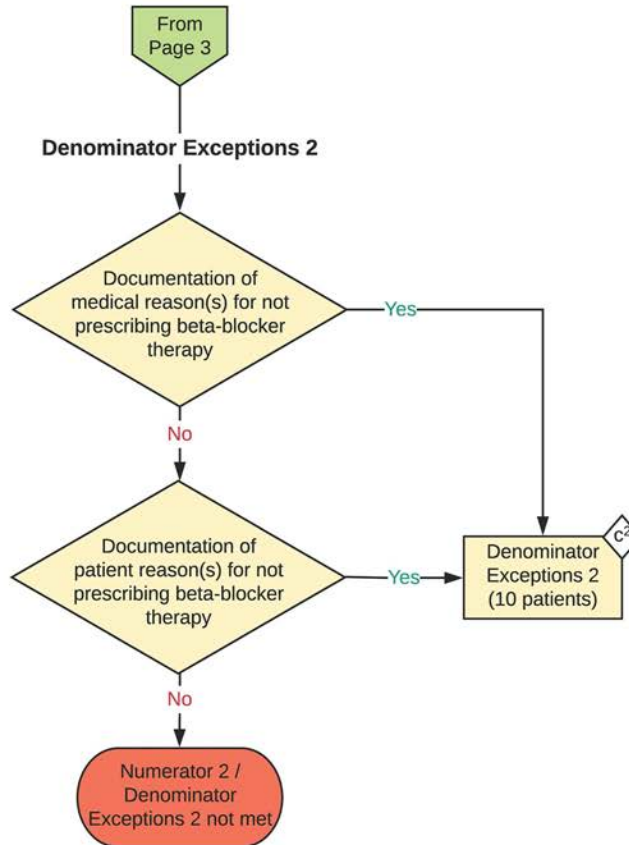 From
Page 3
Denominator Exceptions 2
Documentation of
medical reason(s) for not
prescribing beta-blocker
therapy
Yes
No
Documentation of
patient reason(s) for not
prescribing beta-blocker
therapy
Yes
c²
Denominator
Exceptions 2
(10 patients)
No
Numerator 2 /
Denominator
Exceptions 2 not met